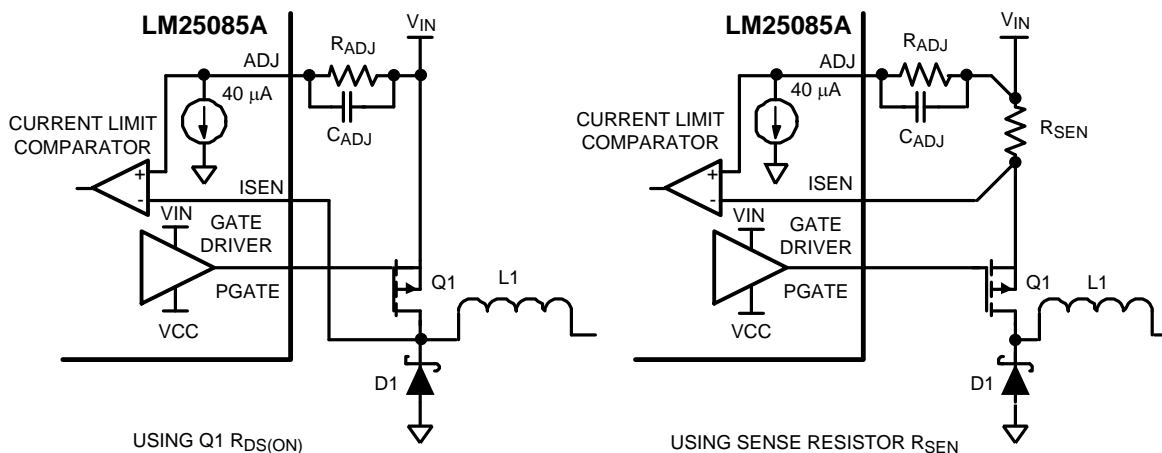 LM25085A
VIN
RADJ
ADJ
40 μA
CADJ
CURRENT LIMIT
COMPARATOR
+
-
ISEN
VIN
GATE
DRIVER
PGATE
VCC
Q1
L1
D1
USING Q1 RDS(ON)
LM25085A
VIN
RADJ
ADJ
40 μA
CADJ
RSEN
CURRENT LIMIT
COMPARATOR
+
-
ISEN
VIN
GATE
DRIVER
PGATE
VCC
Q1
L1
D1
USING SENSE RESISTOR RSEN